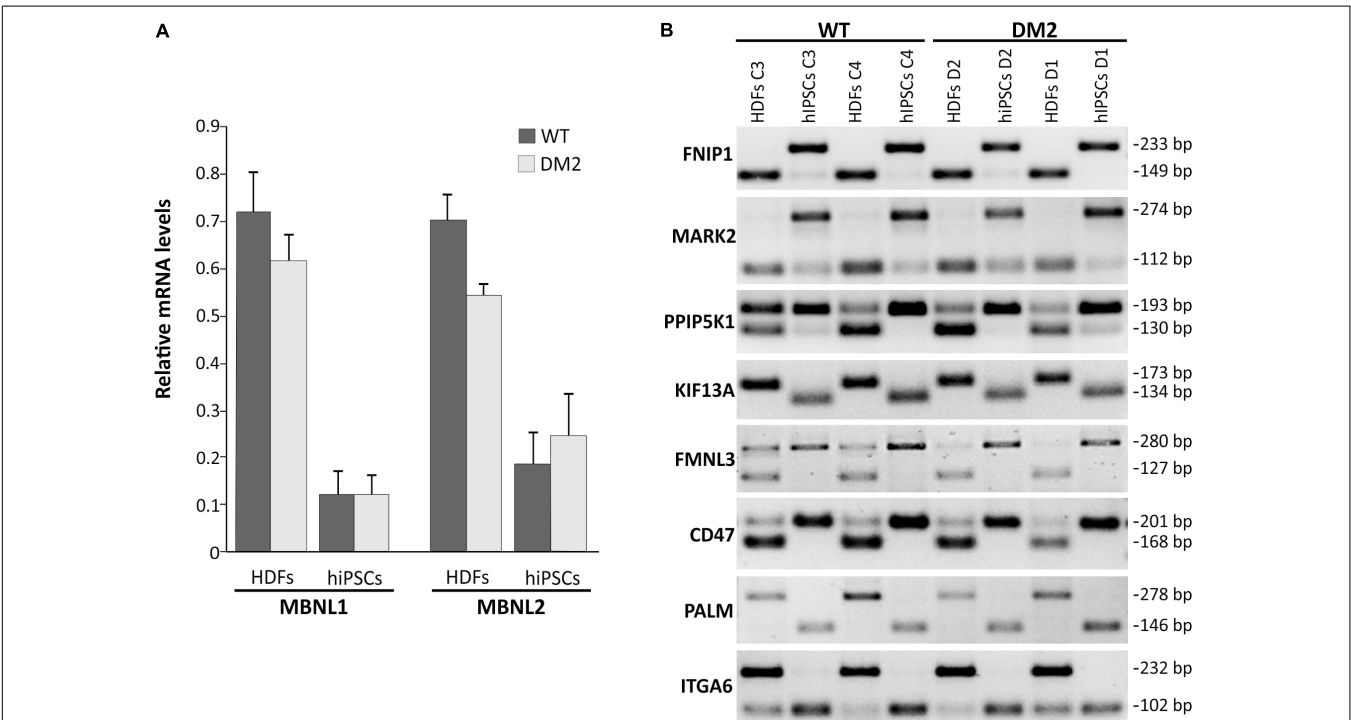 A
Relative mRNA levels
0.9
0.8
0.7
0.6
0.5
0.4
0.3
0.2
0.1
0
WT
DM2
HDFs
hiPSCs
HDFs
hiPSCs
MBNL1
MBNL2
B
WT
DM2
HDFs C3
hiPSCs C3
HDFs C4
hiPSCs C4
HDFs D2
hiPSCs D2
HDFs D1
hIPSCs D1
FNIP1
-233 bp
-149 bp
MARK2
-274 bp
-112 bp
PPIP5K1
-193 bp
-130 bp
KIF13A
-173 bp
-134 bp
FMNL3
-280 bp
-127 bp
CD47
-201 bp
-168 bp
PALM
-278 bp
-146 bp
ITGA6
-232 bp
-102 bp